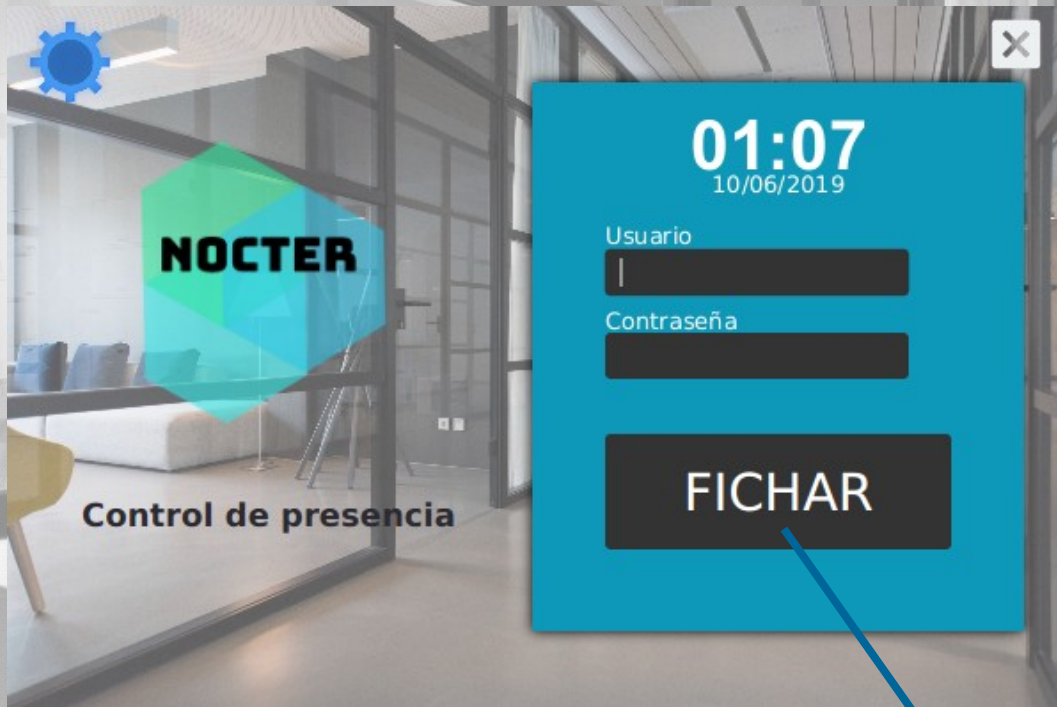 NOCTER
Control de presencia
01:07
10/06/2019
Usuario
Contraseña
FICHAR